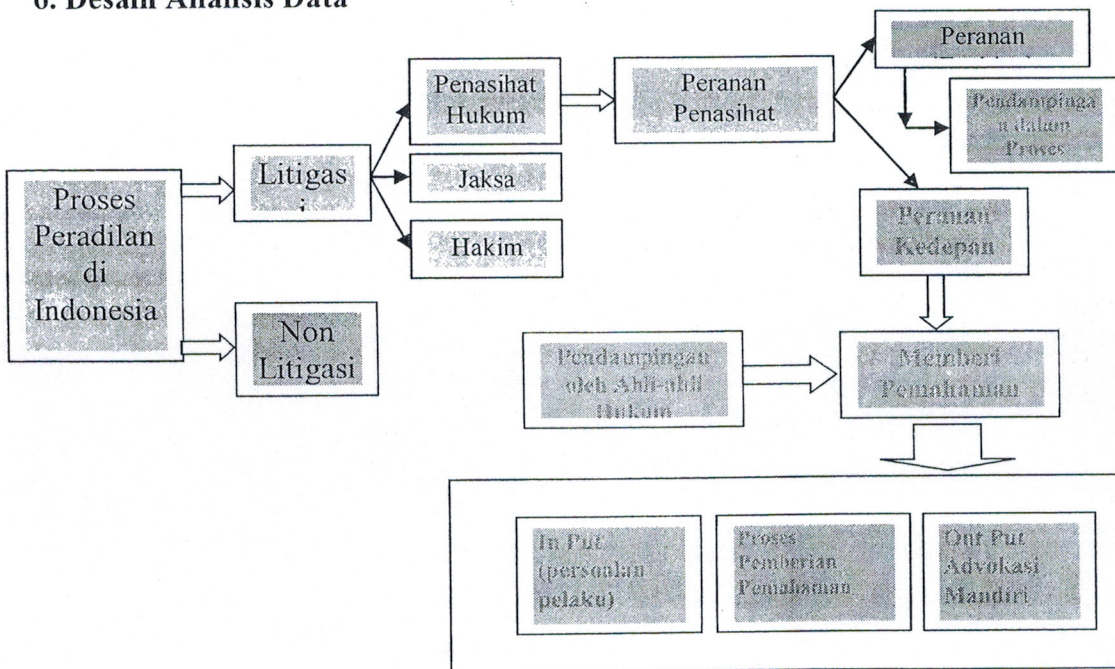 6. Desain Analisis Data
Proses
Peradilan
di
Indonesia
Litigas
Non
Litigasi
Penasihat
Hukum
Jaksa
Hakim
Peranan
Penasihat
Peranan
Pendampinga
n dalam
Proses
Peranan
Kedepan
Pendampingan
oleh Ahli-ahli
Hukum
Memberi
Pemahaman
In Put
(persoalan
pelaku)
Proses
Pemberian
Pemahaman
Out Put
Advokasi
Mandiri